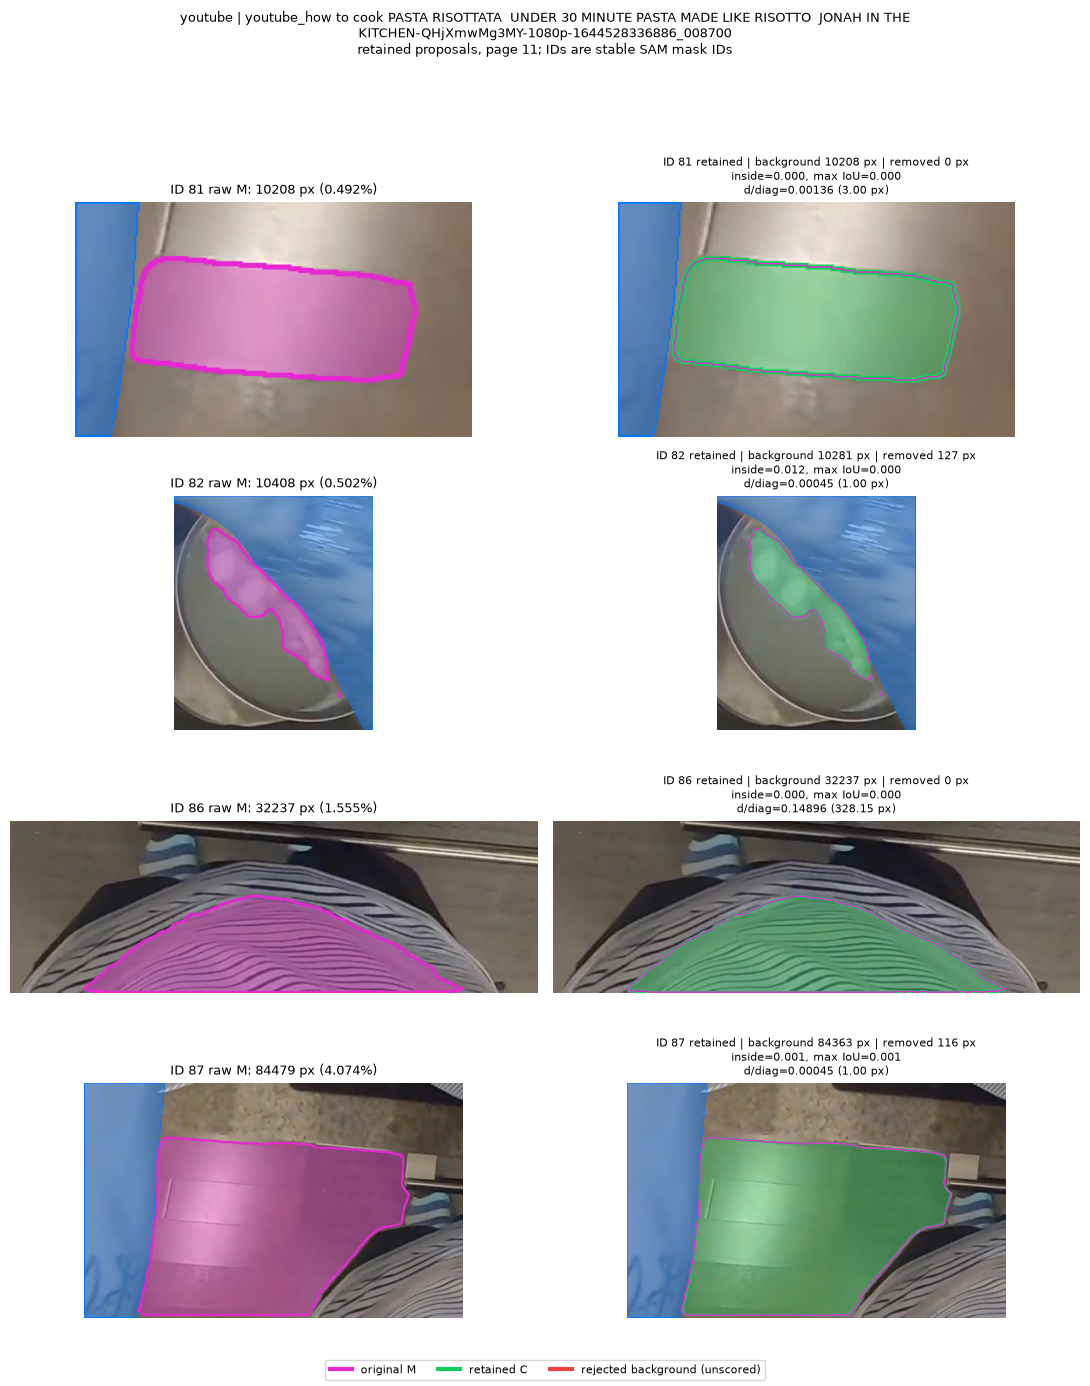 youtube | youtube_how to cook PASTA RISOTTATA  UNDER 30 MINUTE PASTA MADE LIKE RISOTTO  JONAH IN THE
KITCHEN-QHjXmwMg3MY-1080p-1644528336886_008700
retained proposals, page 11; IDs are stable SAM mask IDs
ID 81 raw M: 10208 px (0.492%)
ID 81 retained | background 10208 px | removed 0 px
inside=0.000, max IoU=0.000
d/diag=0.00136 (3.00 px)
ID 82 raw M: 10408 px (0.502%)
ID 82 retained | background 10281 px | removed 127 px
inside=0.012, max IoU=0.000
d/diag=0.00045 (1.00 px)
ID 86 raw M: 32237 px (1.555%)
ID 86 retained | background 32237 px | removed 0 px
inside=0.000, max IoU=0.000
d/diag=0.14896 (328.15 px)
ID 87 raw M: 84479 px (4.074%)
ID 87 retained | background 84363 px | removed 116 px
inside=0.001, max IoU=0.001
d/diag=0.00045 (1.00 px)
original M
retained C
rejected background (unscored)